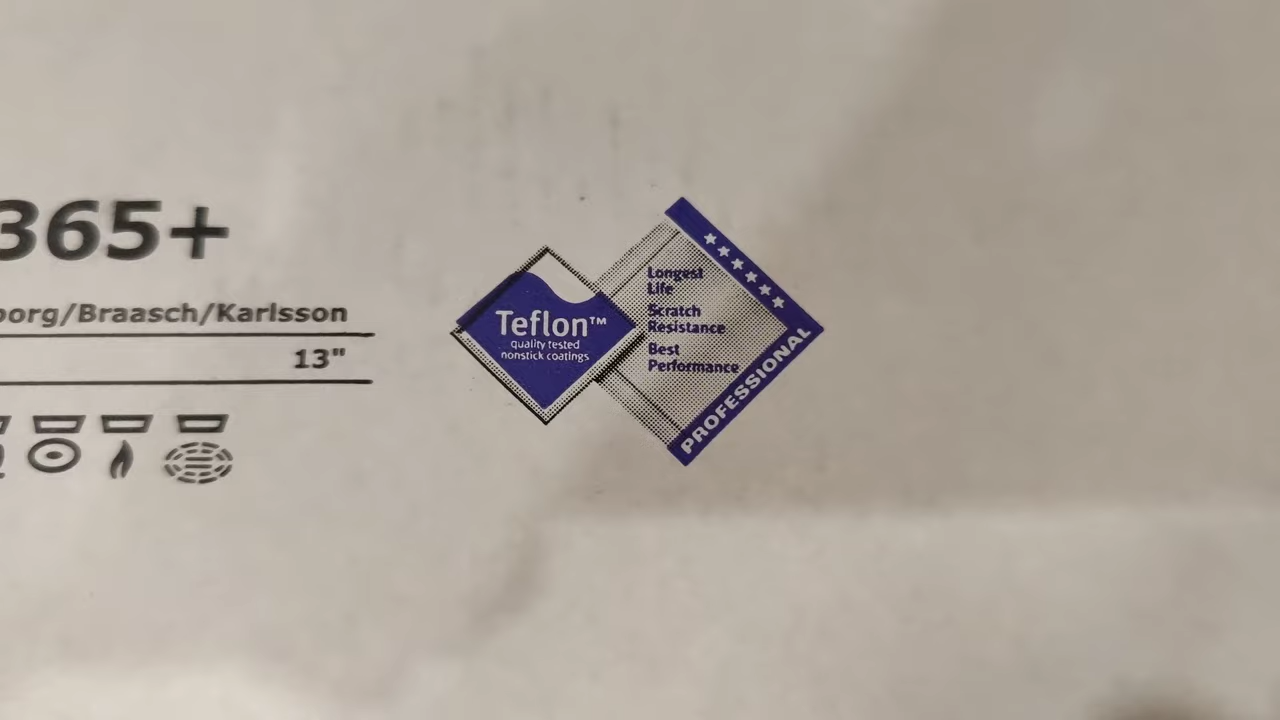 365+
borg/Braasch/Karlsson
13"
Teflon™
quality tested
nonstick coatings
Longest
Life
Scratch
Resistance
Best
Performance
PROFESSIONAL